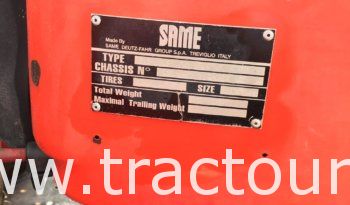 SAME
Made By
SAME DEUTZ-FAHR GROUP S.p.A. TREVIGLIO ITALY
TYPE
CHASSIS N°
TIRES SIZE
Total Weight
Maximal Trailing Weight
www.tractour